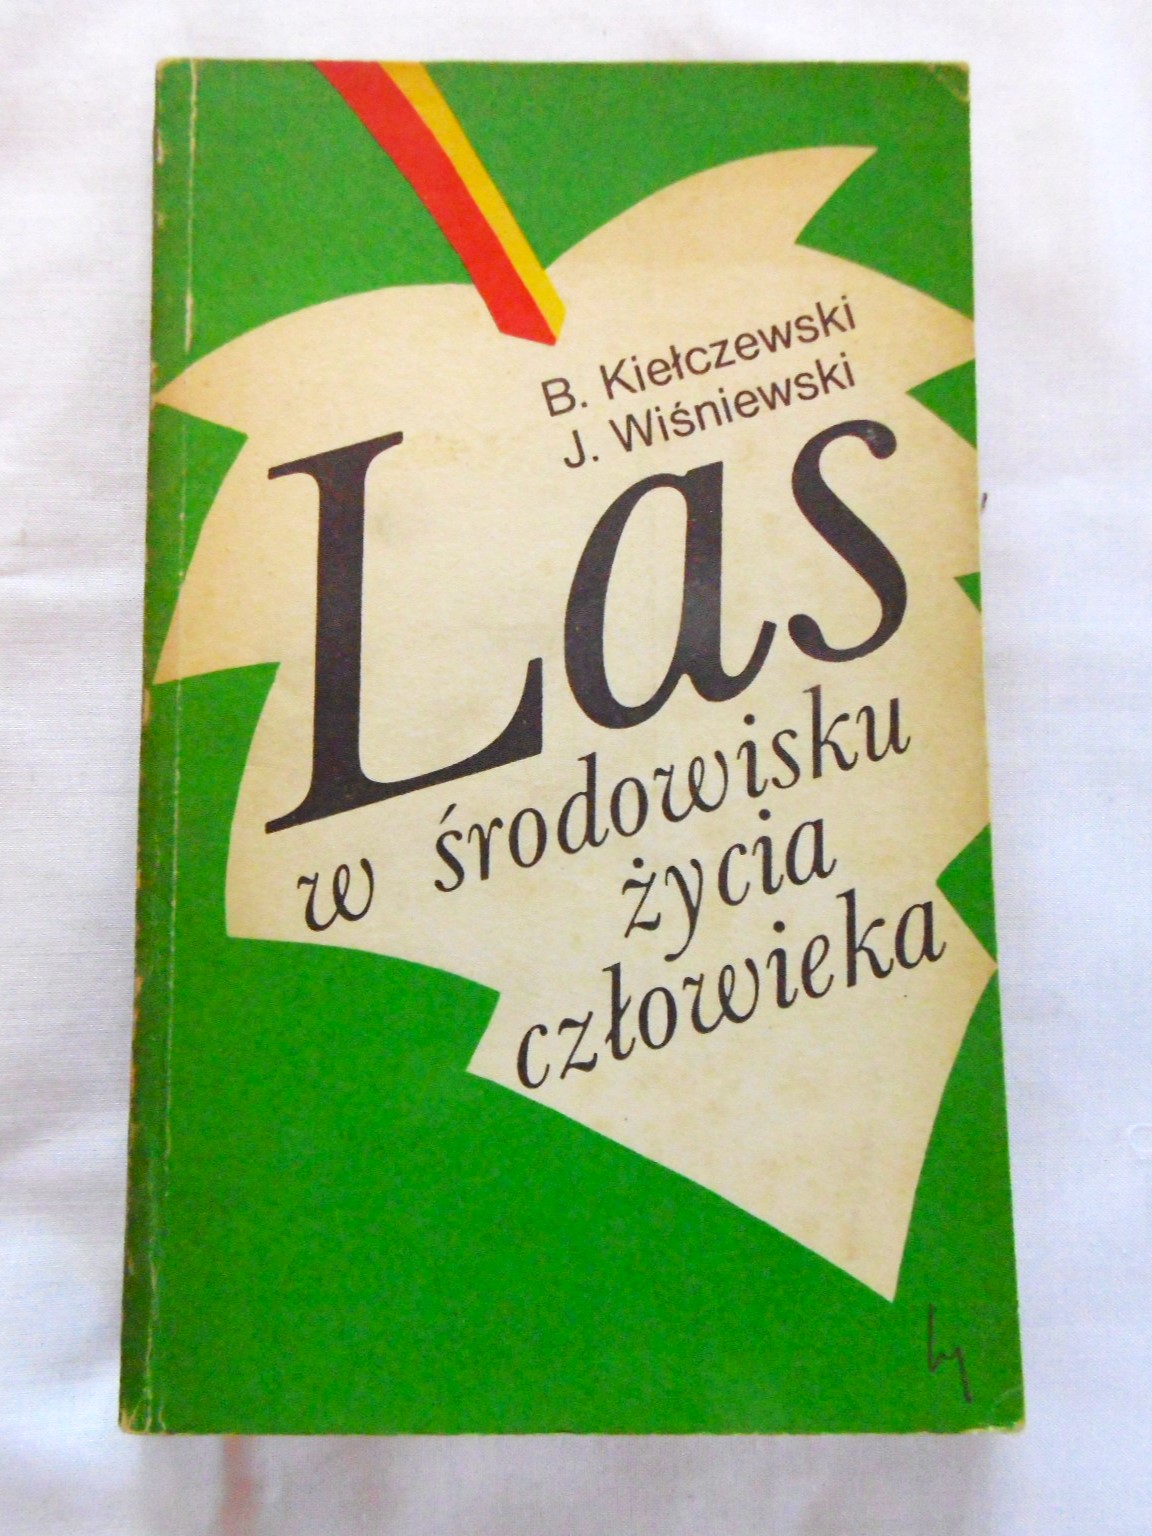 B. Kiełczewski
J. Wiśniewski
Las
w środowisku
życia
człowieka